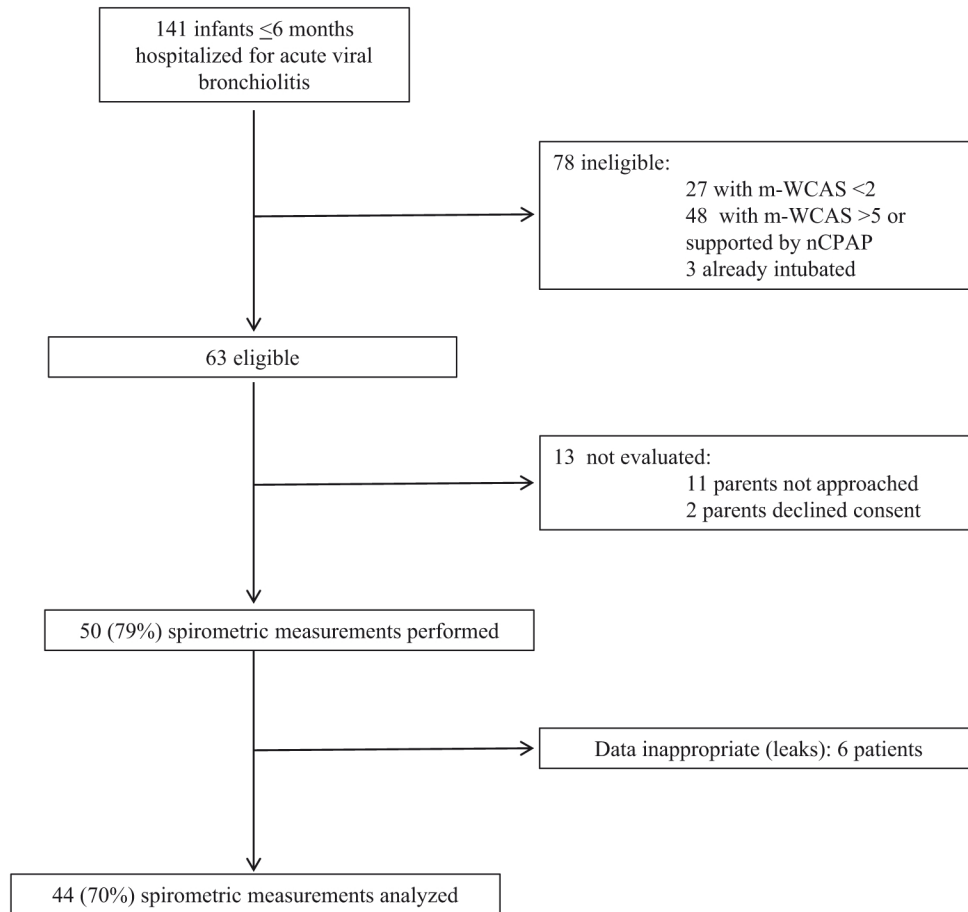 141 infants ≤6 months
hospitalized for acute viral
bronchiolitis
78 ineligible:
27 with m-WCAS <2
48 with m-WCAS >5 or
supported by nCPAP
3 already intubated
63 eligible
13 not evaluated:
11 parents not approached
2 parents declined consent
50 (79%) spirometric measurements performed
Data inappropriate (leaks): 6 patients
44 (70%) spirometric measurements analyzed